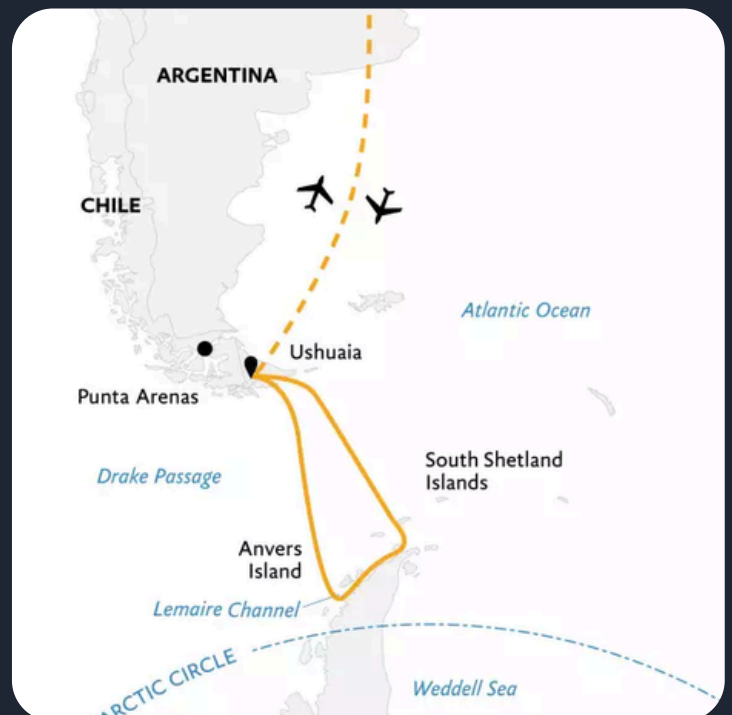 ARGENTINA
CHILE
Atlantic Ocean
Ushuaia
Punta Arenas
Drake Passage
South Shetland
Islands
Anvers
Island
Lemaire Channel
ARCTIC CIRCLE
Weddell Sea